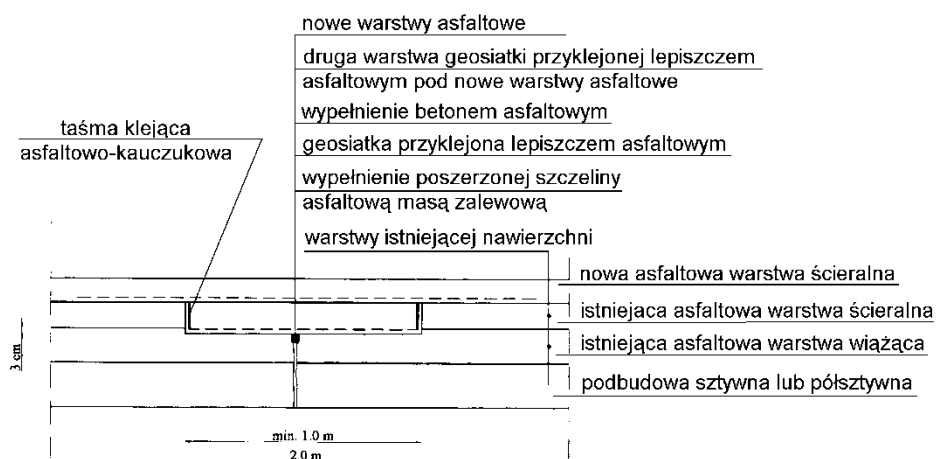 nowe warstwy asfaltowe
druga warstwa geosiatki przyklejonej lepiszczem
asfaltowym pod nowe warstwy asfaltowe
wypełnienie betonem asfaltowym
taśma klejąca
asfaltowo-kauczukowa
geosiatka przyklejona lepiszczem asfaltowym
wypełnienie poszerzonej szczeliny
asfaltową masą zalewową
warstwy istniejącej nawierzchni
nowa asfaltowa warstwa ścieralna
istniejaca asfaltowa warstwa ścieralna
istniejąca asfaltowa warstwa wiążąca
podbudowa sztywna lub półsztywna
3 cm
min. 1.0 m
2.0 m